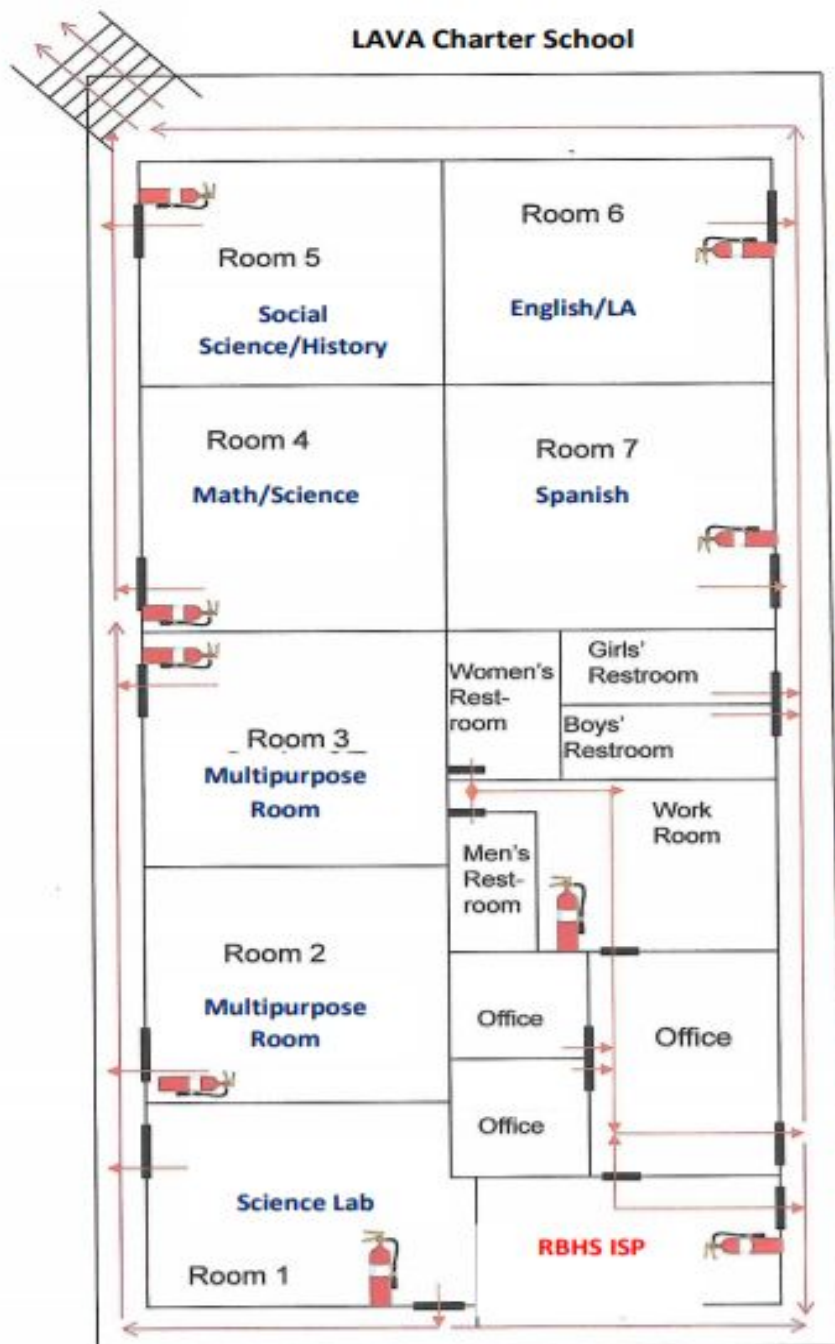 LAVA Charter School
Room 5
Social
Science/History
Room 6
English/LA
Room 4
Math/Science
Room 7
Spanish
Women's
Rest-
room
Girls'
Restroom
Boys'
Restroom
Room 3
Multipurpose
Room
Work
Room
Men's
Rest-
room
Room 2
Multipurpose
Room
Office
Office
Office
Science Lab
Room 1
RBHS ISP